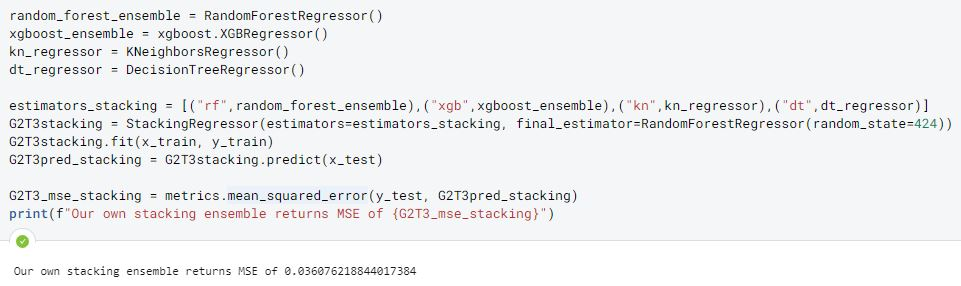 random_forest_ensemble = RandomForestRegressor()
xgboost_ensemble = xgboost.XGBRegressor()
kn_regressor = KNeighborsRegressor()
dt_regressor = DecisionTreeRegressor()
estimators_stacking = [("rf",random_forest_ensemble),("xgb",xgboost_ensemble),("kn",kn_regressor),("dt",dt_regressor)]
G2T3stacking = StackingRegressor(estimators=estimators_stacking, final_estimator=RandomForestRegressor(random_state=424))
G2T3stacking.fit(x_train, y_train)
G2T3pred_stacking = G2T3stacking.predict(x_test)
G2T3_mse_stacking = metrics.mean_squared_error(y_test, G2T3pred_stacking)
print(f"Our own stacking ensemble returns MSE of {G2T3_mse_stacking}")
Our own stacking ensemble returns MSE of 0.036076218844017384